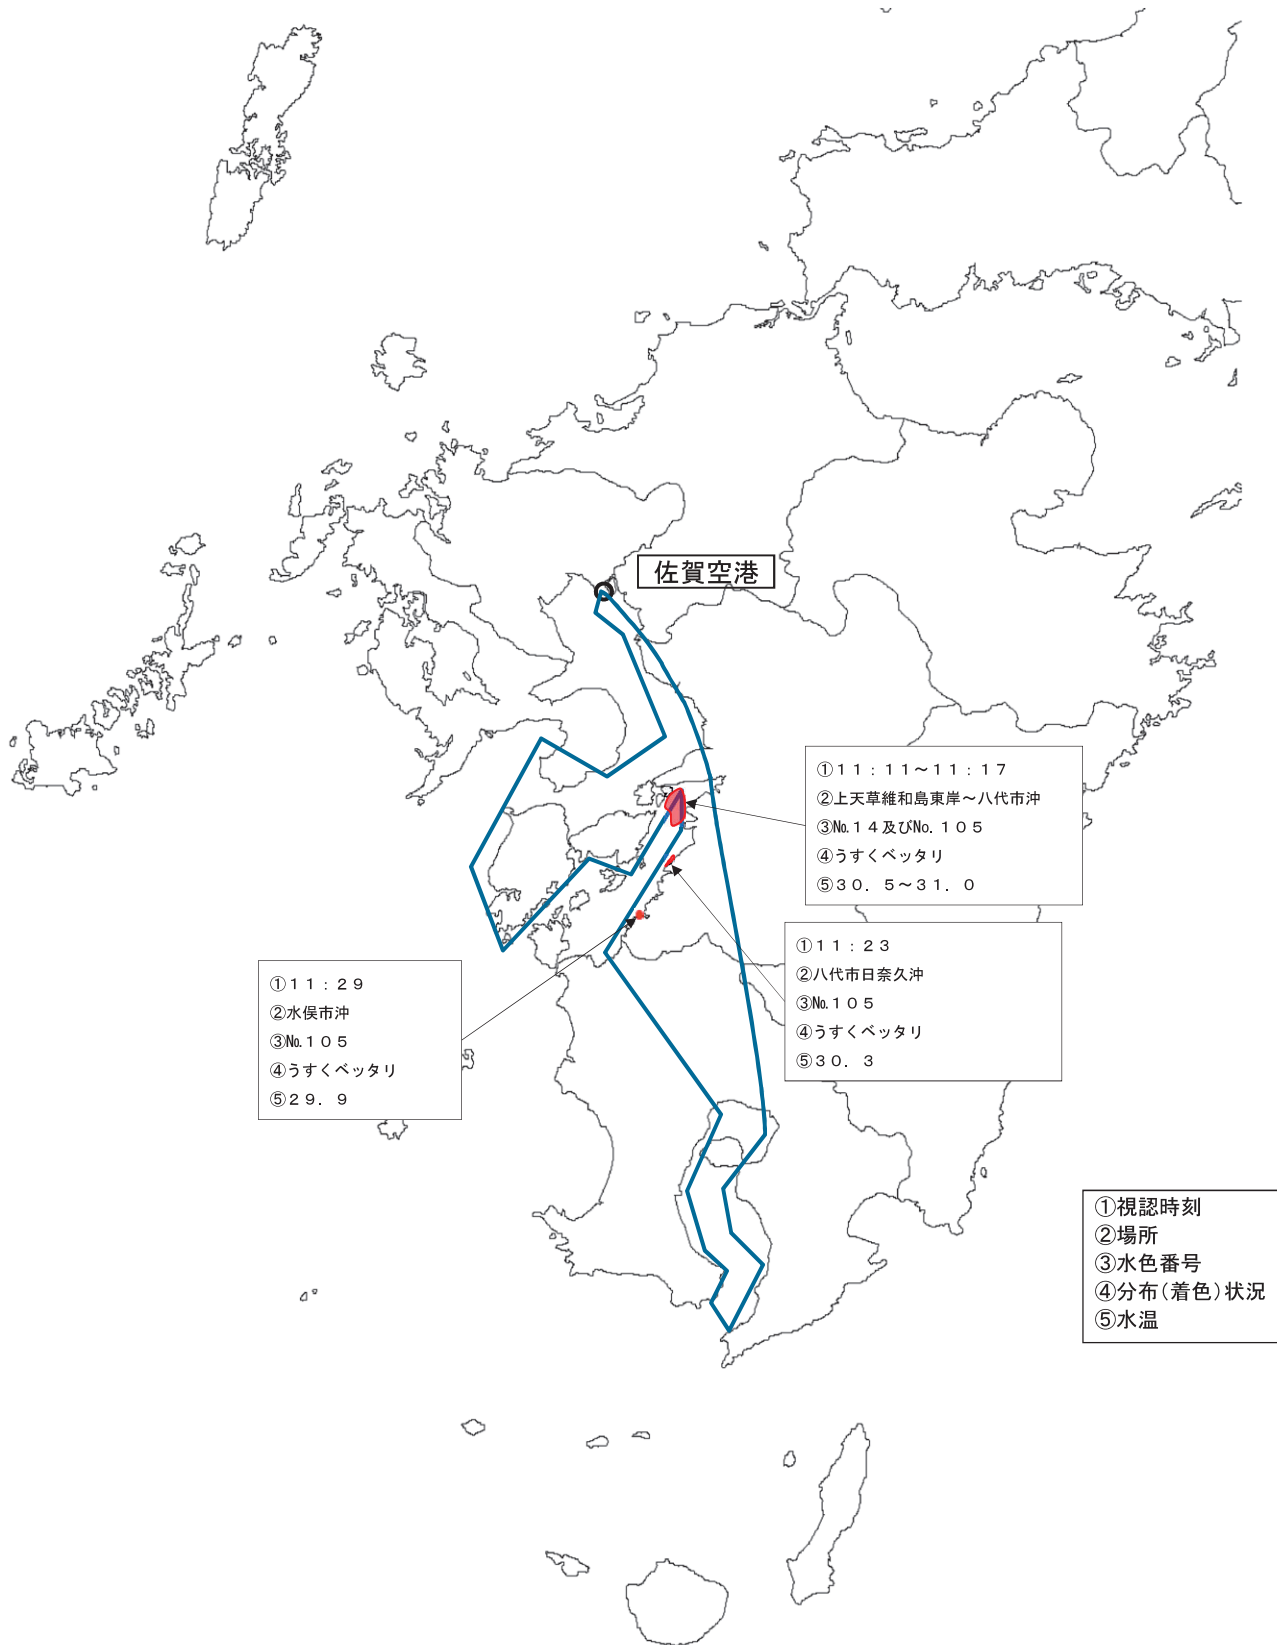 佐賀空港
①１１：１１～１１：１７
②上天草維和島東岸～八代市沖
③№１４及びNo.１０５
④うすくベッタリ
⑤３０．５～３１．０
①１１：２３
②八代市日奈久沖
③№１０５
④うすくベッタリ
⑤３０．３
①１１：２９
②水俣市沖
③№１０５
④うすくベッタリ
⑤２９．９
①視認時刻
②場所
③水色番号
④分布(着色)状況
⑤水温